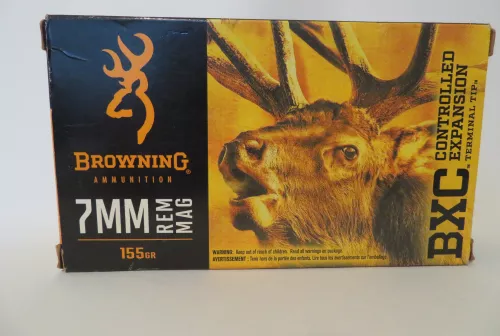 BROWNING®
AMMUNITION
7MM REM MAG
155GR
BXC CONTROLLED EXPANSION TERMINAL TIP®
WARNING: Keep out of reach of children. Read all warnings on package
AVERTISSEMENT: Tenir hors de la portée des enfants. Lire tous les avertissements sur l'emballage